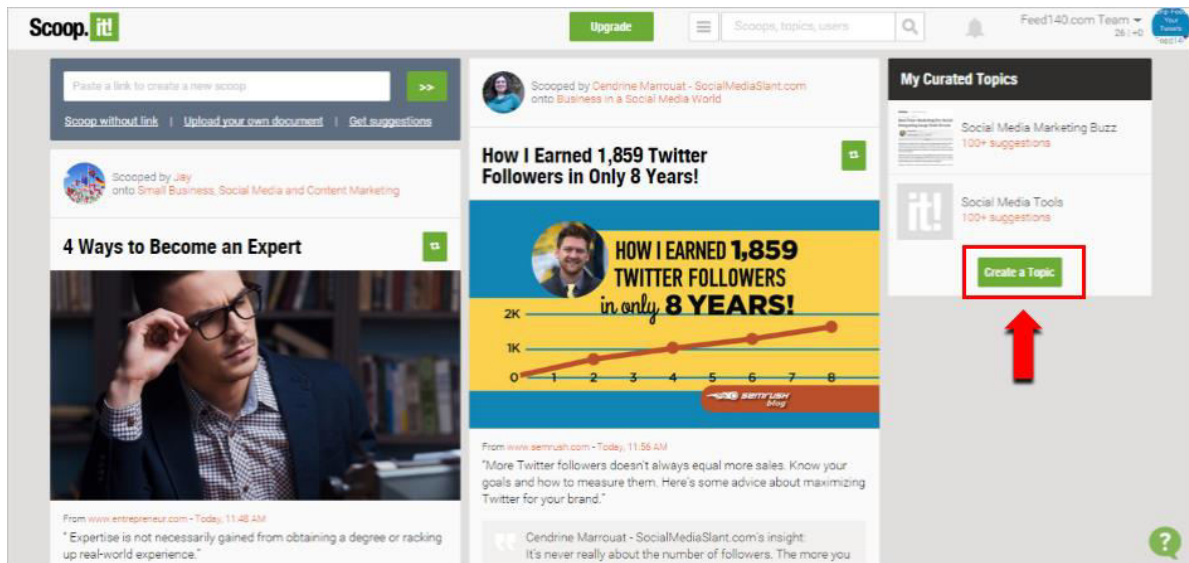 Scoop.it!
Upgrade
Scoops, topics, users
Feed140.com Team
26 | +0
Paste a link to create a new scoop
>>
Scoop without link | Upload your own document | Get suggestions
Scooped by Jay
onto Small Business, Social Media and Content Marketing
4 Ways to Become an Expert
From www.entrepreneur.com - Today, 11:48 AM
"Expertise is not necessarily gained from obtaining a degree or racking
up real-world experience."
Scooped by Cendrine Marrouat - SocialMediaSlant.com
onto Business in a Social Media World
How I Earned 1,859 Twitter
Followers in Only 8 Years!
HOW I EARNED 1,859
TWITTER FOLLOWERS
in only 8 YEARS!
2K
1K
0 1 2 3 4 5 6 7 8
semrush
blog
From www.semrush.com - Today, 11:56 AM
"More Twitter followers doesn't always equal more sales. Know your
goals and how to measure them. Here's some advice about maximizing
Twitter for your brand."
Cendrine Marrouat - SocialMediaSlant.com's insight:
It's never really about the number of followers. The more you
My Curated Topics
Social Media Marketing Buzz
100+ suggestions
it!
Social Media Tools
100+ suggestions
Create a Topic
?